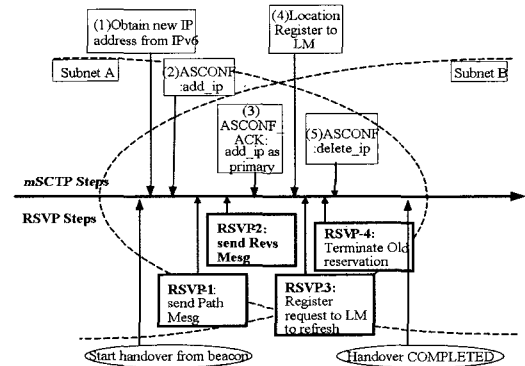 (1)Obtain new IP
address from IPv6
(4)Location
Register to
LM
Subnet A
Subnet B
(2)ASCONF
:add_ip
(3)
ASCONF_
ACK:
add_ip as
primary
(5)ASCONF
:delete_ip
mSCTP Steps
RSVP Steps
RSVP-2:
send Revs
Mesg
RSVP-4:
Terminate Old
reservation
RSVP-1:
send Path
Mesg
RSVP.3:
Register
request to LM
to refresh
Start handover from beacon
Handover COMPLETED